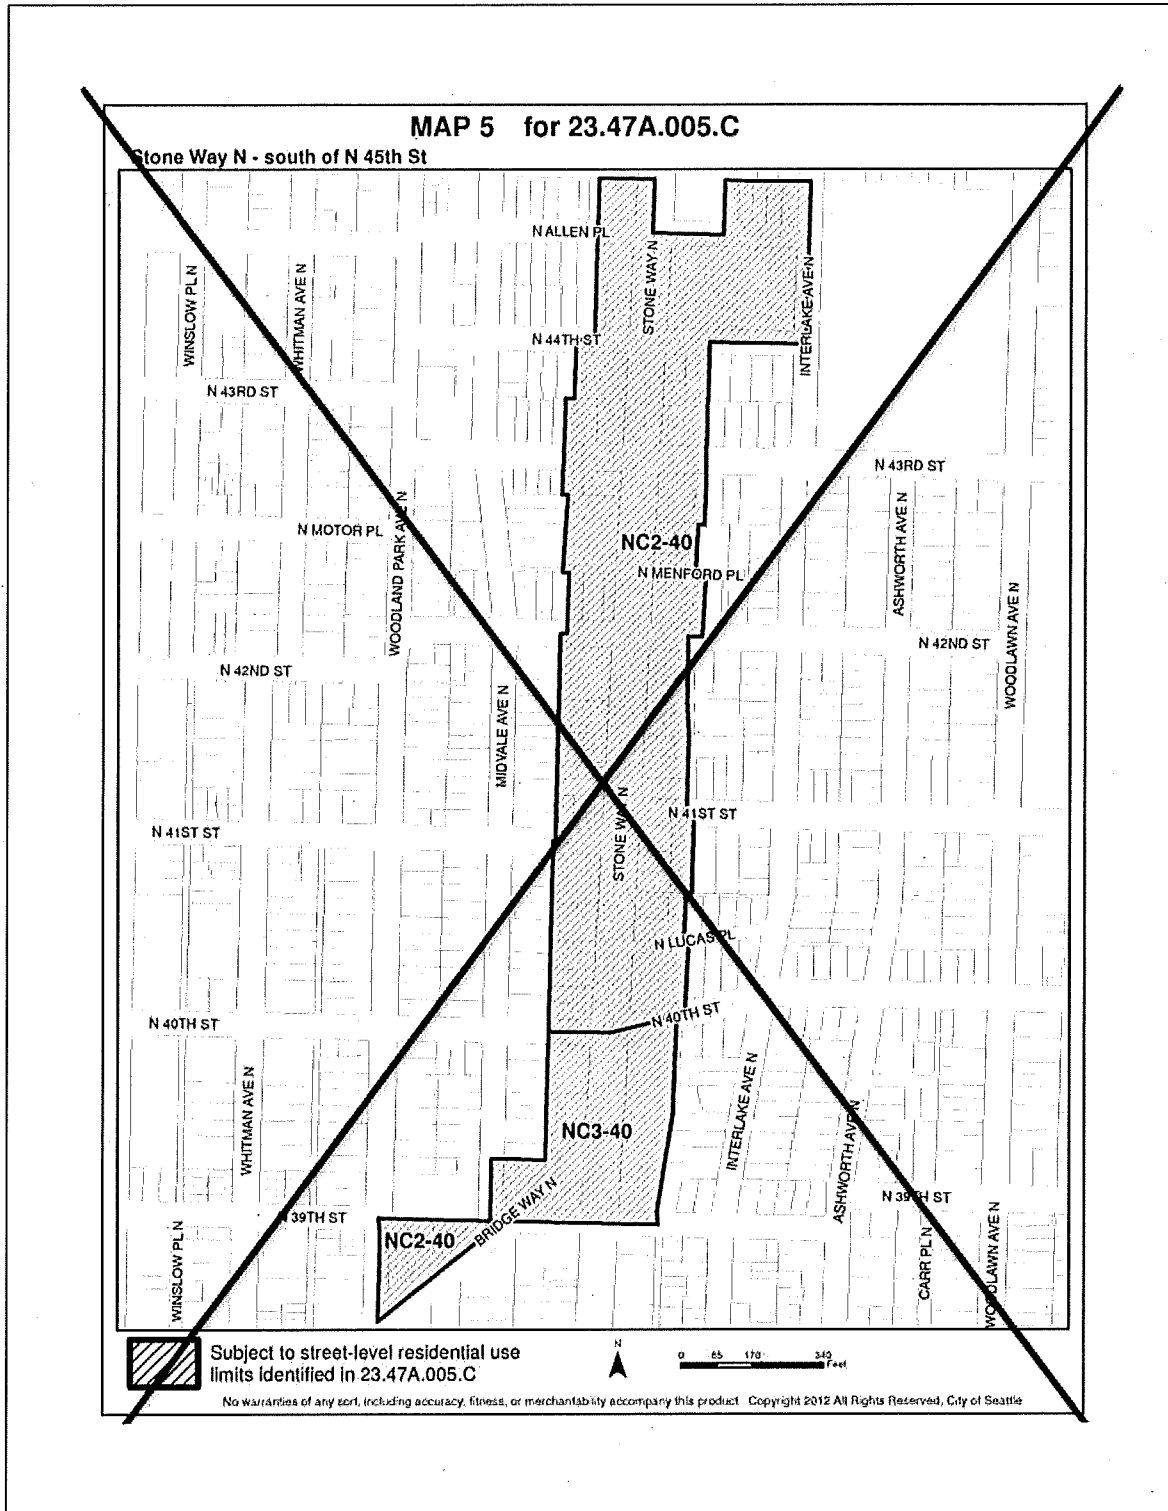 MAP 5 for 23.47A.005.C
Stone Way N - south of N 45th St
N ALLEN PL
STONE WAY N
INTERLAKE AVE N
WINSLOW PL N
WHITMAN AVE N
N 44TH ST
N 43RD ST
N 43RD ST
N MOTOR PL
WOODLAND PARK AVE N
NC2-40
N MENFORD PL
ASHWORTH AVE N
WOODLAWN AVE N
N 42ND ST
N 42ND ST
MIDVALE AVE N
STONE WAY N
N 41ST ST
N 41ST ST
N LUCAS PL
N 40TH ST
N 40TH ST
WHITMAN AVE N
NC3-40
INTERLAKE AVE N
ASHWORTH AVE N
N 39TH ST
N 39TH ST
BRIDGE WAY N
NC2-40
WINSLOW PL N
CARR PL N
WOODLAWN AVE N
Subject to street-level residential use
limits identified in 23.47A.005.C
N
0 85 170 340
Feet
No warranties of any sort, including accuracy, fitness, or merchantability accompany this product Copyright 2012 All Rights Reserved, City of Seattle